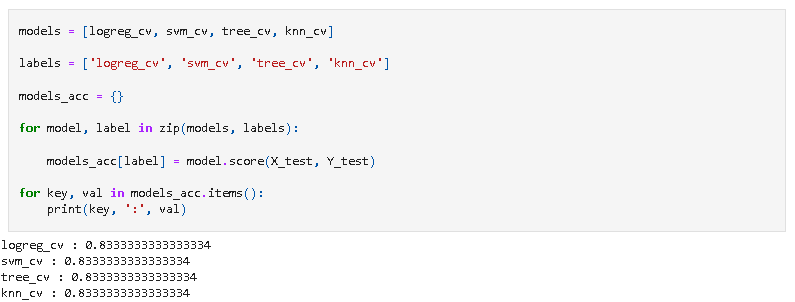 models = [logreg_cv, svm_cv, tree_cv, knn_cv]
labels = ['logreg_cv', 'svm_cv', 'tree_cv', 'knn_cv']
models_acc = {}
for model, label in zip(models, labels):
    models_acc[label] = model.score(X_test, Y_test)
for key, val in models_acc.items():
    print(key, ':', val)
logreg_cv : 0.8333333333333334
svm_cv : 0.8333333333333334
tree_cv : 0.8333333333333334
knn_cv : 0.8333333333333334